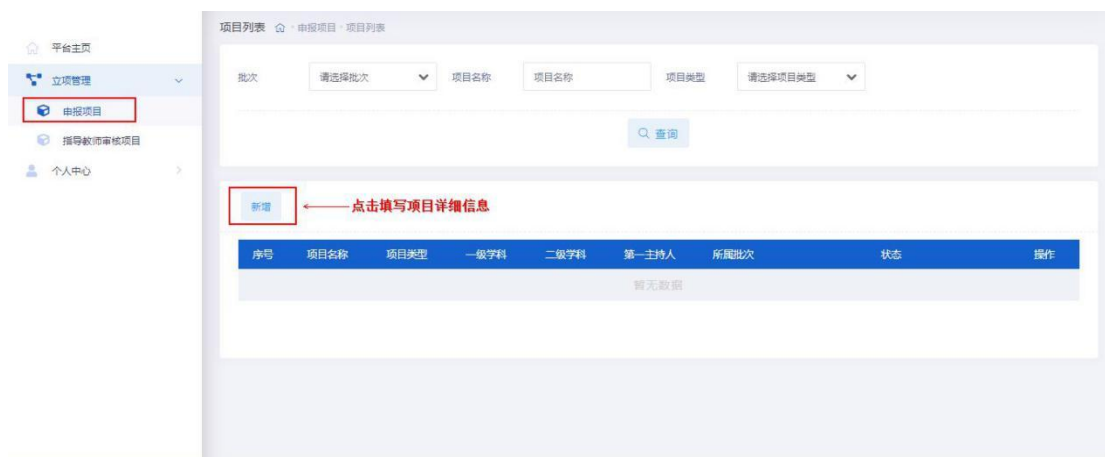 项目列表 · 申报项目 · 项目列表
平台主页
立项管理
申报项目
指导教师审核项目
个人中心
批次 请选择批次 项目名称 项目名称 项目类型 请选择项目类型
查询
新增 点击填写项目详细信息
序号 项目名称 项目类型 一级学科 二级学科 第一主持人 所属批次 状态 操作
暂无数据